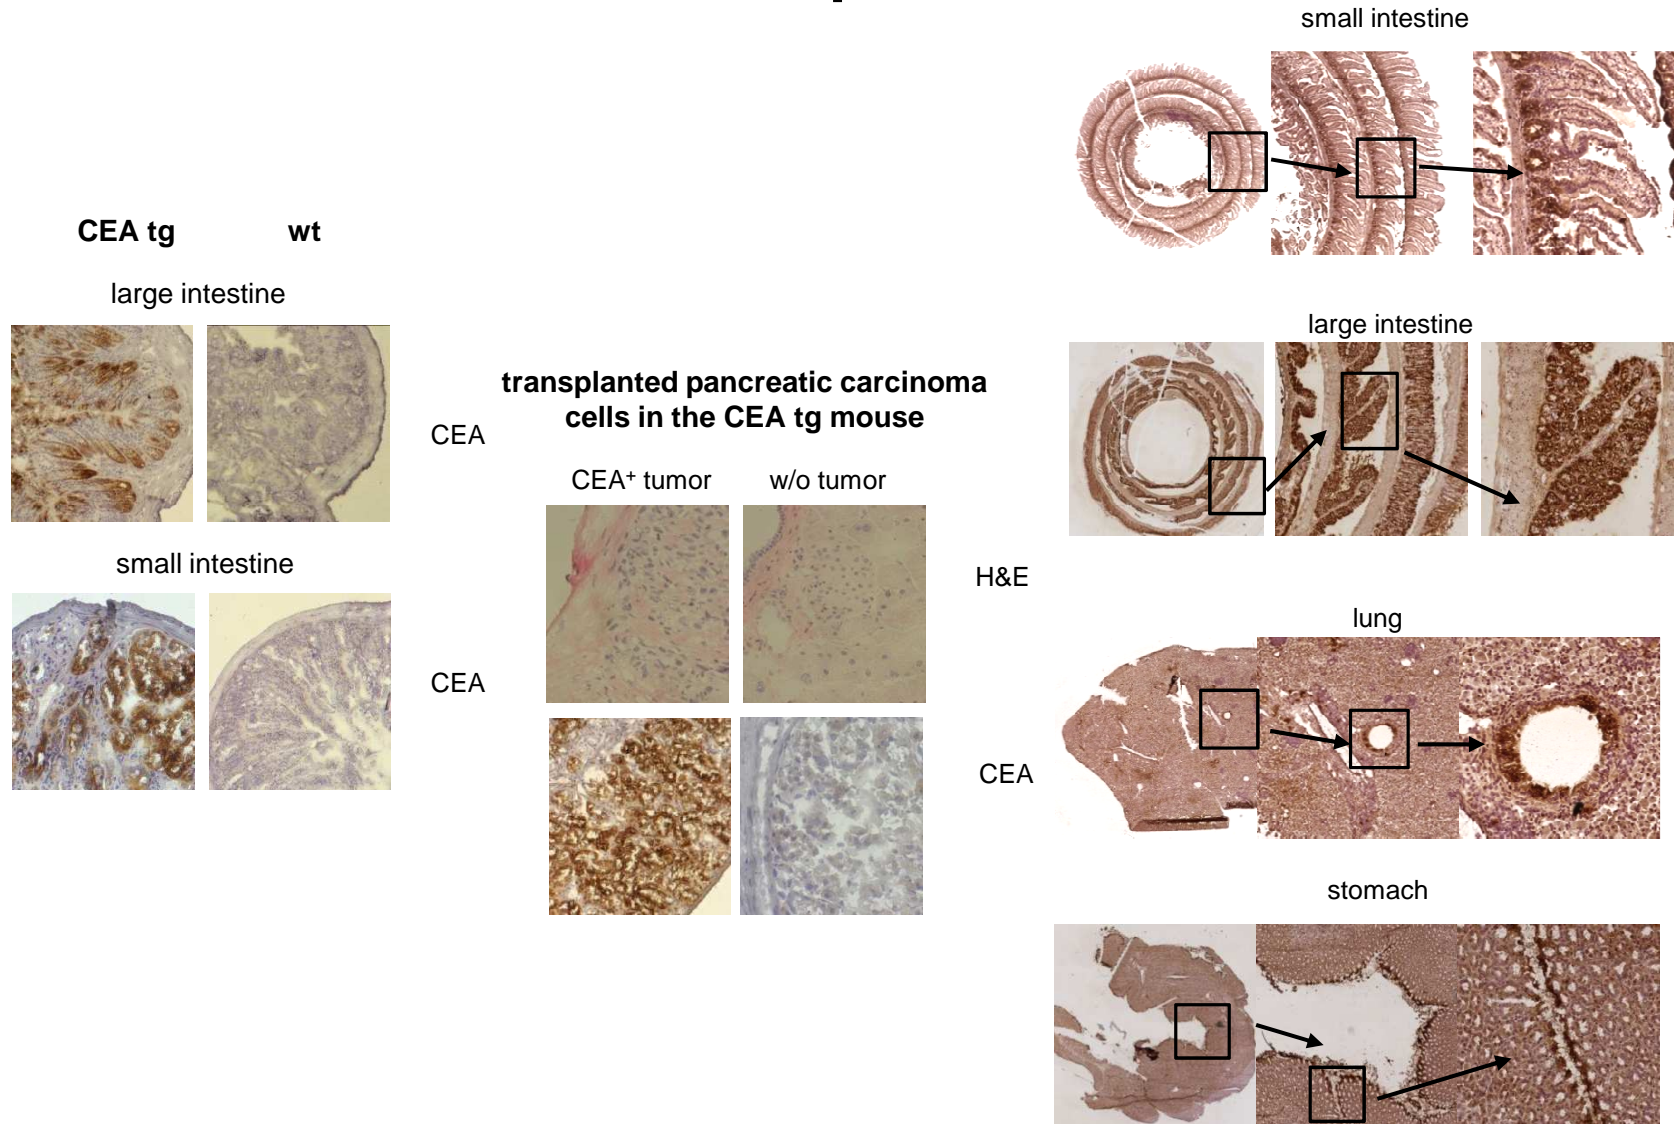 small intestine
CEA tg wt
large intestine
CEA
small intestine
CEA
transplanted pancreatic carcinoma
cells in the CEA tg mouse
CEA⁺ tumor w/o tumor
H&E
CEA
large intestine
lung
stomach